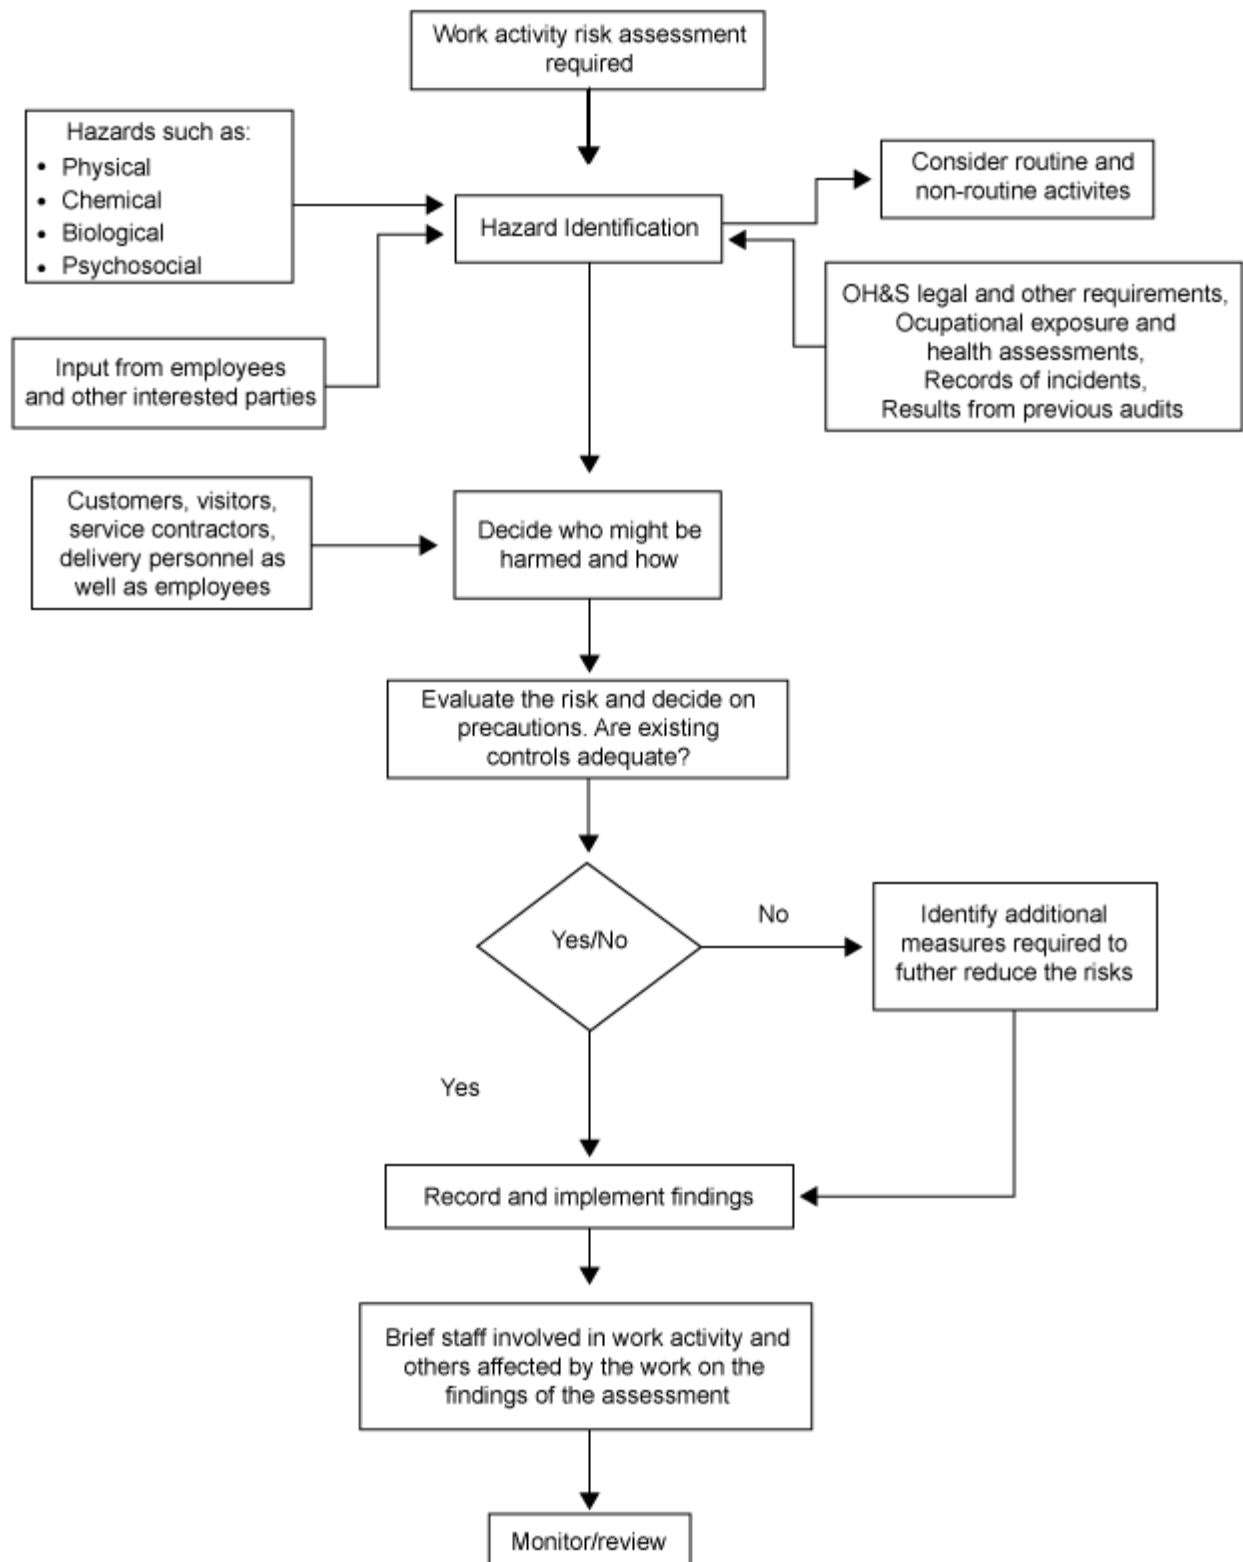 Work activity risk assessment
required
Hazards such as:
• Physical
• Chemical
• Biological
• Psychosocial
Consider routine and
non-routine activites
Hazard Identification
OH&S legal and other requirements,
Ocupational exposure and
health assessments,
Records of incidents,
Results from previous audits
Input from employees
and other interested parties
Customers, visitors,
service contractors,
delivery personnel as
well as employees
Decide who might be
harmed and how
Evaluate the risk and decide on
precautions. Are existing
controls adequate?
Yes/No
No
Identify additional
measures required to
futher reduce the risks
Yes
Record and implement findings
Brief staff involved in work activity and
others affected by the work on the
findings of the assessment
Monitor/review